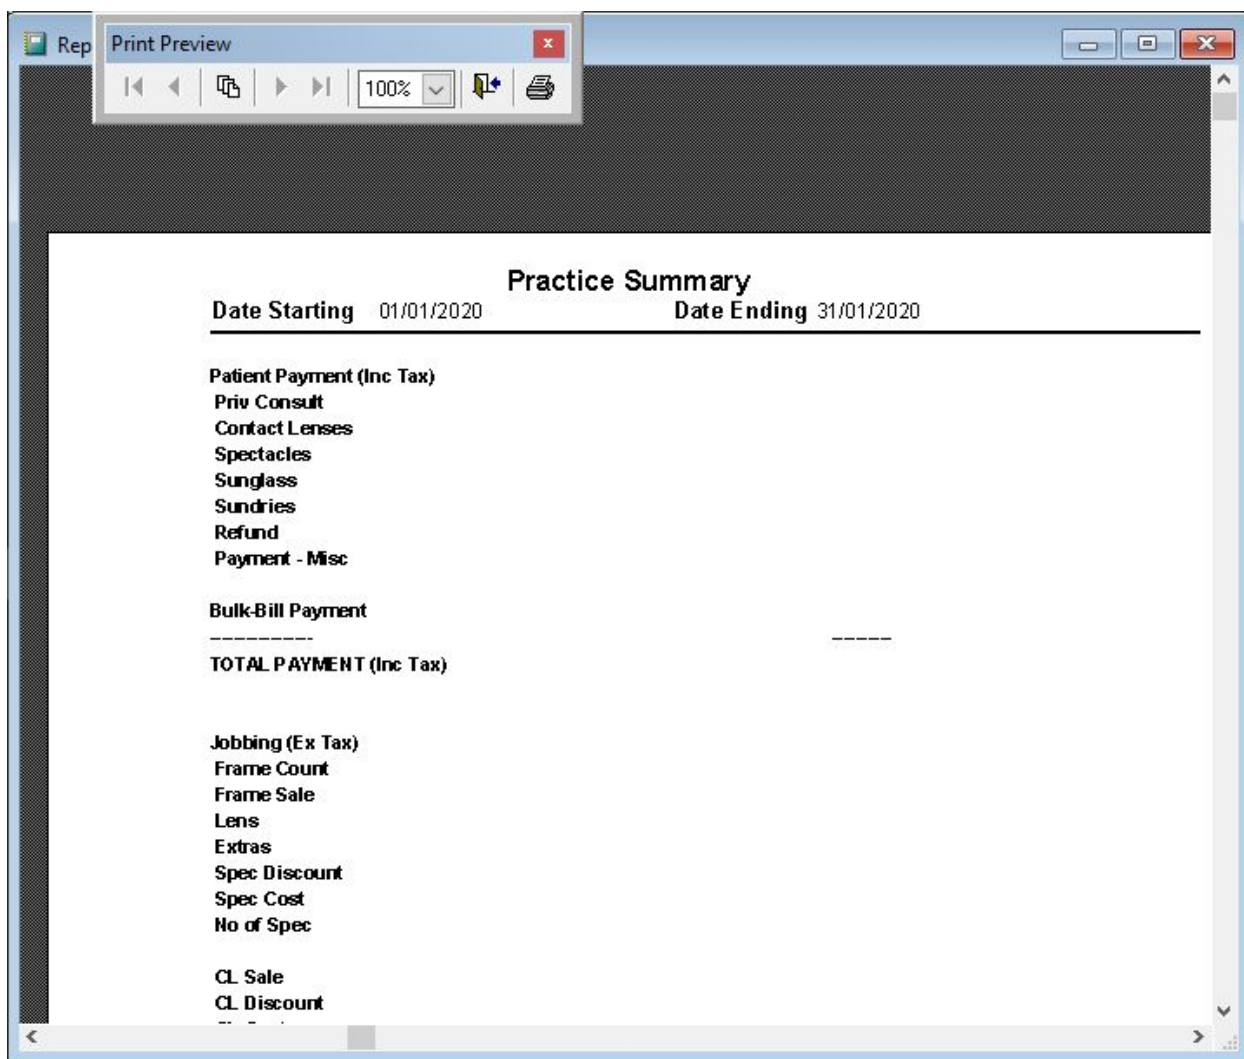 Rep
Print Preview
100%
Practice Summary
Date Starting 01/01/2020 Date Ending 31/01/2020
Patient Payment (Inc Tax)
Priv Consult
Contact Lenses
Spectacles
Sunglass
Sundries
Refund
Payment - Misc
Bulk-Bill Payment
---------- ------
TOTAL PAYMENT (Inc Tax)
Jobbing (Ex Tax)
Frame Count
Frame Sale
Lens
Extras
Spec Discount
Spec Cost
No of Spec
CL Sale
CL Discount